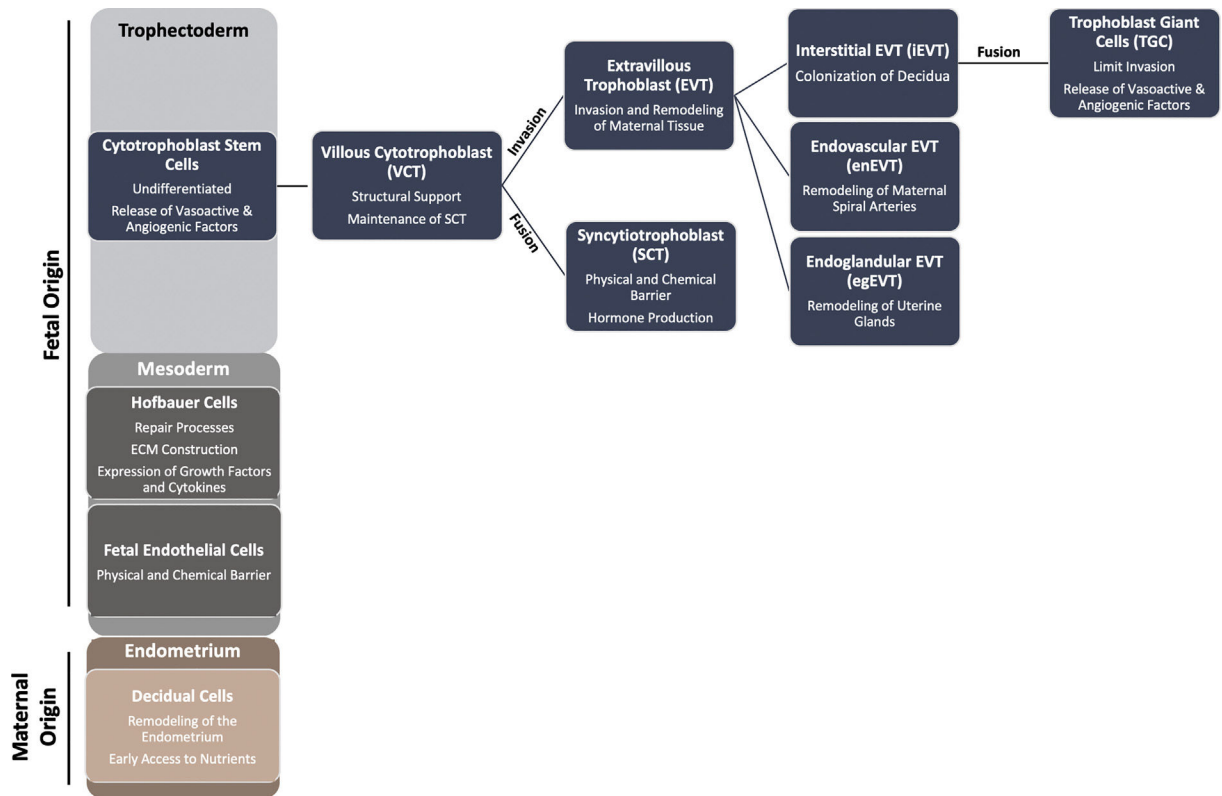 Fetal Origin
Trophectoderm
Cytotrophoblast Stem
Cells
Undifferentiated
Release of Vasoactive &
Angiogenic Factors
Villous Cytotrophoblast
(VCT)
Structural Support
Maintenance of SCT
Invasion
Fusion
Extravillous
Trophoblast (EVT)
Invasion and Remodeling
of Maternal Tissue
Syncytiotrophoblast
(SCT)
Physical and Chemical
Barrier
Hormone Production
Interstitial EVT (iEVT)
Colonization of Decidua
Endovascular EVT
(enEVT)
Remodeling of Maternal
Spiral Arteries
Endoglandular EVT
(egEVT)
Remodeling of Uterine
Glands
Fusion
Trophoblast Giant
Cells (TGC)
Limit Invasion
Release of Vasoactive &
Angiogenic Factors
Mesoderm
Hofbauer Cells
Repair Processes
ECM Construction
Expression of Growth Factors
and Cytokines
Fetal Endothelial Cells
Physical and Chemical Barrier
Maternal
Origin
Endometrium
Decidual Cells
Remodeling of the
Endometrium
Early Access to Nutrients